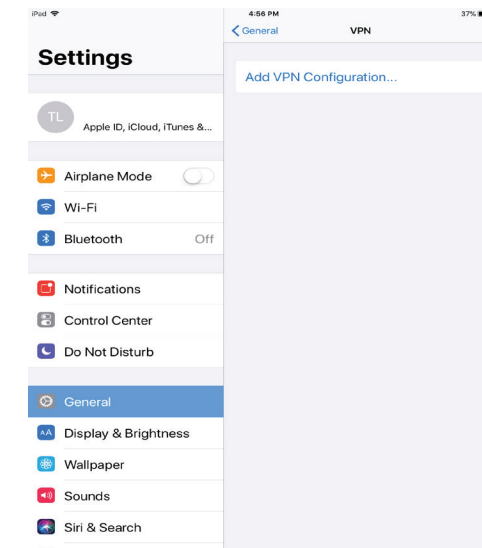 iPad 4:56 PM 37%
General VPN
Settings
Add VPN Configuration...
TL
Apple ID, iCloud, iTunes &...
Airplane Mode
Wi-Fi
Bluetooth Off
Notifications
Control Center
Do Not Disturb
General
AA Display & Brightness
Wallpaper
Sounds
Siri & Search